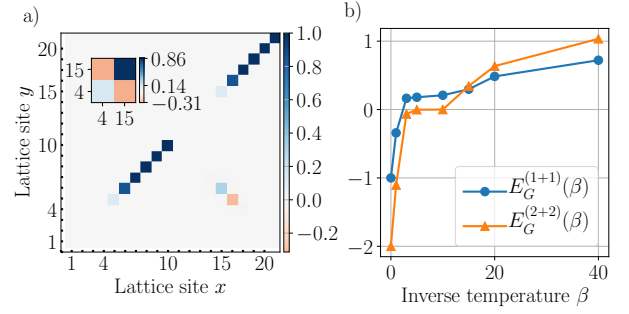 a)
b)
Lattice site y
20
15
10
4
1
15
4
4 15
0.86
0.14
−0.31
1 4 10 15 20
Lattice site x
1.0
0.8
0.6
0.4
0.2
0.0
−0.2
1
0
−1
−2
E_G^{(1+1)}(β)
E_G^{(2+2)}(β)
0 20 40
Inverse temperature β